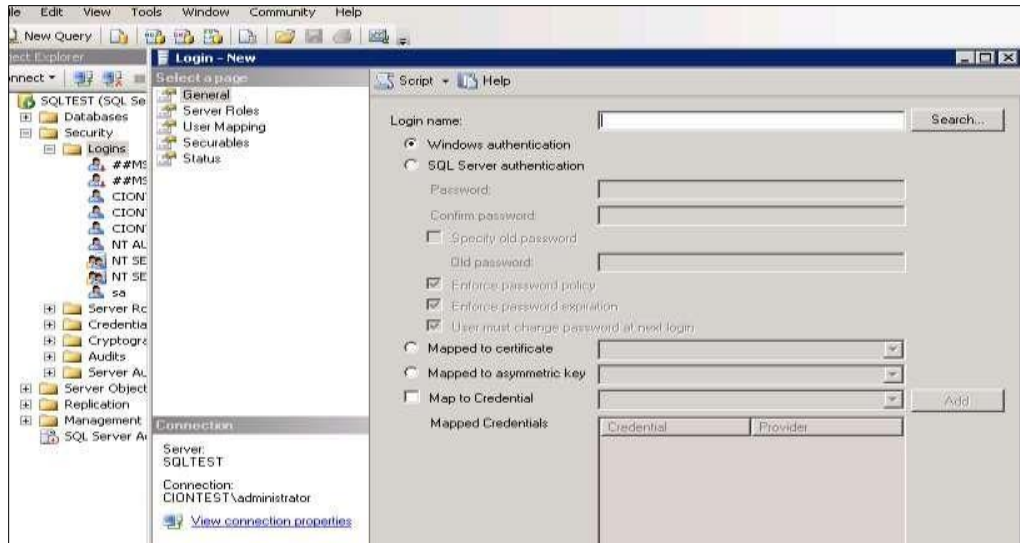 ile Edit View Tools Window Community Help
New Query
ject Explorer
nnect
SQLTEST (SQL Se
Databases
Security
Logins
##MS
##MS
CION
CION
CION
NT AU
NT SE
NT SE
sa
Server Ro
Credentia
Cryptogra
Audits
Server Au
Server Object
Replication
Management
SQL Server A
Login - New
Select a page
General
Server Roles
User Mapping
Securables
Status
Connection
Server:
SQLTEST
Connection:
CIONTEST\administrator
View connection properties
Script Help
Login name: Search...
Windows authentication
SQL Server authentication
Password:
Confirm password:
Specify old password
Old password:
Enforce password policy
Enforce password expiration
User must change password at next login
Mapped to certificate
Mapped to asymmetric key
Map to Credential Add
Mapped Credentials Credential Provider